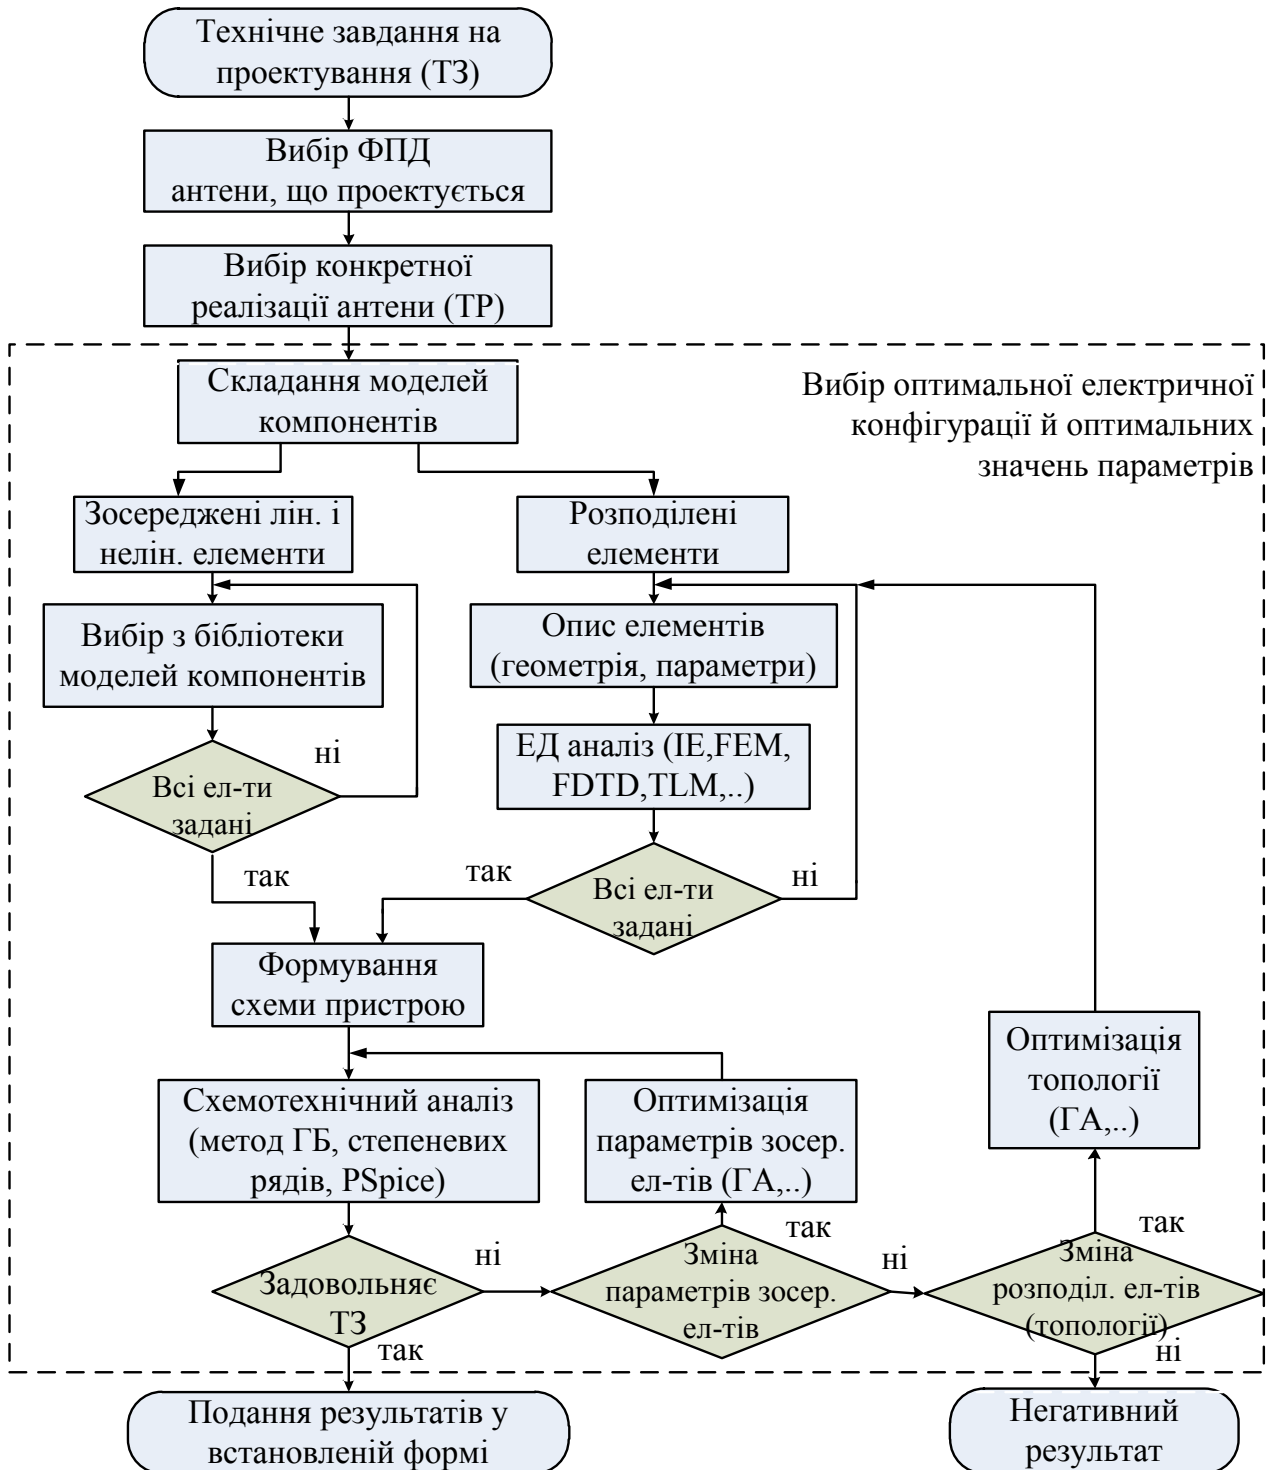 Технічне завдання на
проектування (ТЗ)
Вибір ФПД
антени, що проектується
Вибір конкретної
реалізації антени (ТР)
Складання моделей
компонентів
Вибір оптимальної електричної
конфігурації й оптимальних
значень параметрів
Зосереджені лін. і
нелін. елементи
Розподілені
елементи
Вибір з бібліотеки
моделей компонентів
Опис елементів
(геометрія, параметри)
ЕД аналіз (IE,FEM,
FDTD,TLM,..)
ні
Всі ел-ти
задані
так
так
ні
Всі ел-ти
задані
Формування
схеми пристрою
Оптимізація
топології
(ГА,..)
Схемотехнічний аналіз
(метод ГБ, степеневих
рядів, PSpice)
Оптимізація
параметрів зосер.
ел-тів (ГА,..)
так
так
ні
ні
Задовольняє
ТЗ
Зміна
параметрів зосер.
ел-тів
Зміна
розподіл. ел-тів
(топології)
так
ні
Подання результатів у
встановленій формі
Негативний
результат